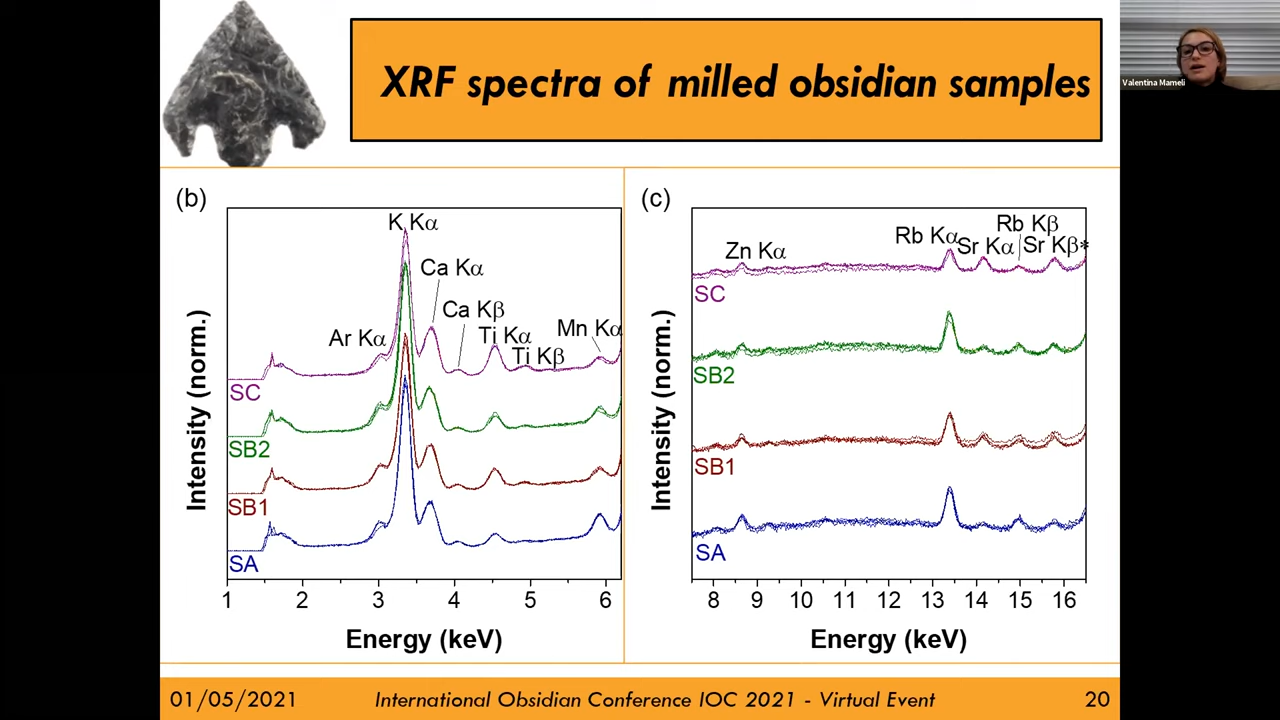 XRF spectra of milled obsidian samples
Valentina Mameli
(b)
K Kα
Ca Kα
Ca Kβ
Ar Kα
Ti Kα
Ti Kβ
Mn Kα
SC
SB2
SB1
SA
Intensity (norm.)
1 2 3 4 5 6
Energy (keV)
(c)
Zn Kα
Rb Kα
Sr Kα
Rb Kβ
Sr Kβ*
SC
SB2
SB1
SA
Intensity (norm.)
8 9 10 11 12 13 14 15 16
Energy (keV)
01/05/2021
International Obsidian Conference IOC 2021 - Virtual Event
20